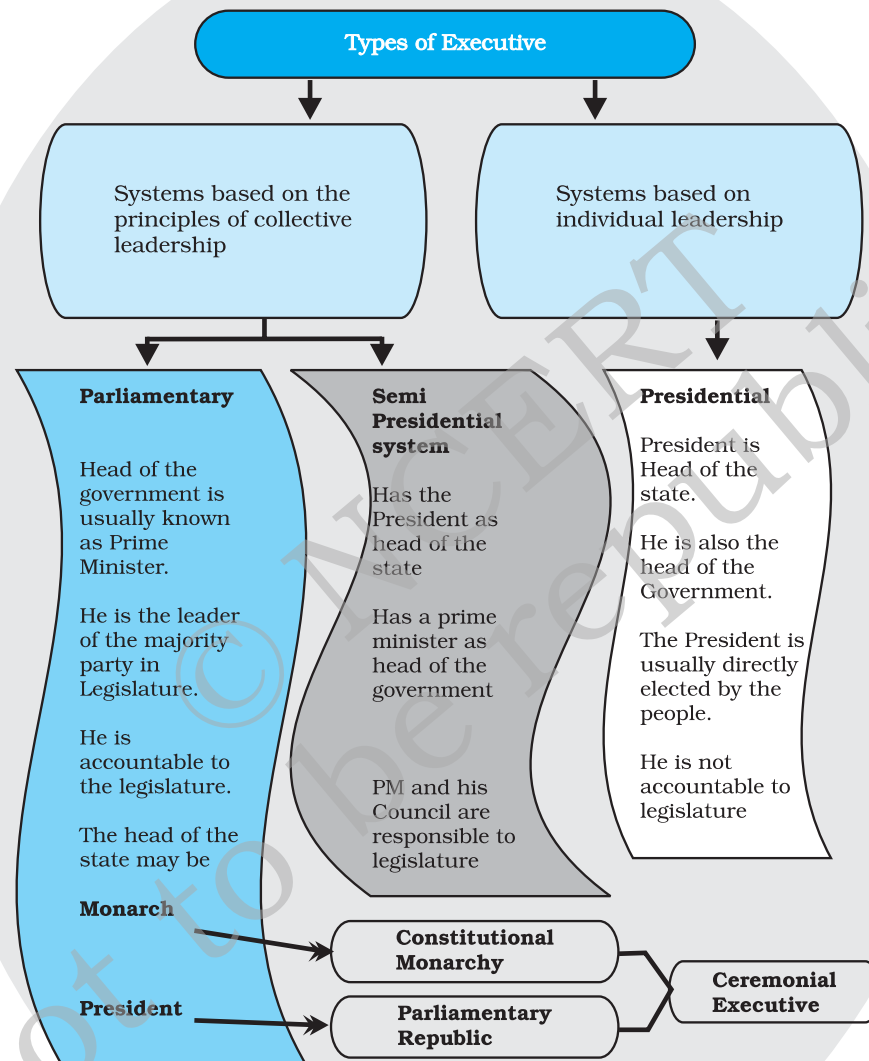 Types of Executive
Systems based on the
principles of collective
leadership
Systems based on
individual leadership
Parliamentary
Head of the
government is
usually known
as Prime
Minister.
He is the leader
of the majority
party in
Legislature.
He is
accountable to
the legislature.
The head of the
state may be
Monarch
President
Semi
Presidential
system
Has the
President as
head of the
state
Has a prime
minister as
head of the
government
PM and his
Council are
responsible to
legislature
Presidential
President is
Head of the
state.
He is also the
head of the
Government.
The President is
usually directly
elected by the
people.
He is not
accountable to
legislature
Constitutional
Monarchy
Parliamentary
Republic
Ceremonial
Executive
© NCERT
to be